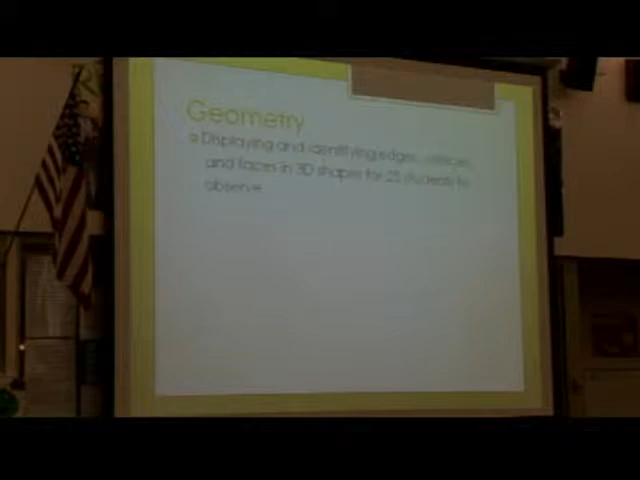 Geometry
Displaying and identifying edges, vertices,
and faces in 3D shapes for 25 students to
observe